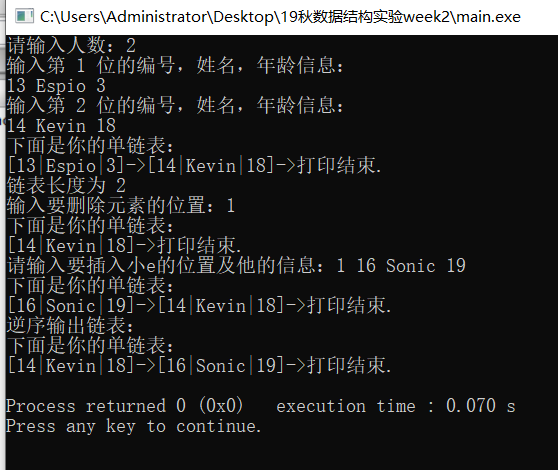 C:\Users\Administrator\Desktop\19秋数据结构实验week2\main.exe
请输入人数：2
输入第 1 位的编号，姓名，年龄信息：
13 Espio 3
输入第 2 位的编号，姓名，年龄信息：
14 Kevin 18
下面是你的单链表：
[13|Espio|3]->[14|Kevin|18]->打印结束.
链表长度为 2
输入要删除元素的位置：1
下面是你的单链表：
[14|Kevin|18]->打印结束.
请输入要插入小e的位置及他的信息：1 16 Sonic 19
下面是你的单链表：
[16|Sonic|19]->[14|Kevin|18]->打印结束.
逆序输出链表：
下面是你的单链表：
[14|Kevin|18]->[16|Sonic|19]->打印结束.
Process returned 0 (0x0)   execution time : 0.070 s
Press any key to continue.